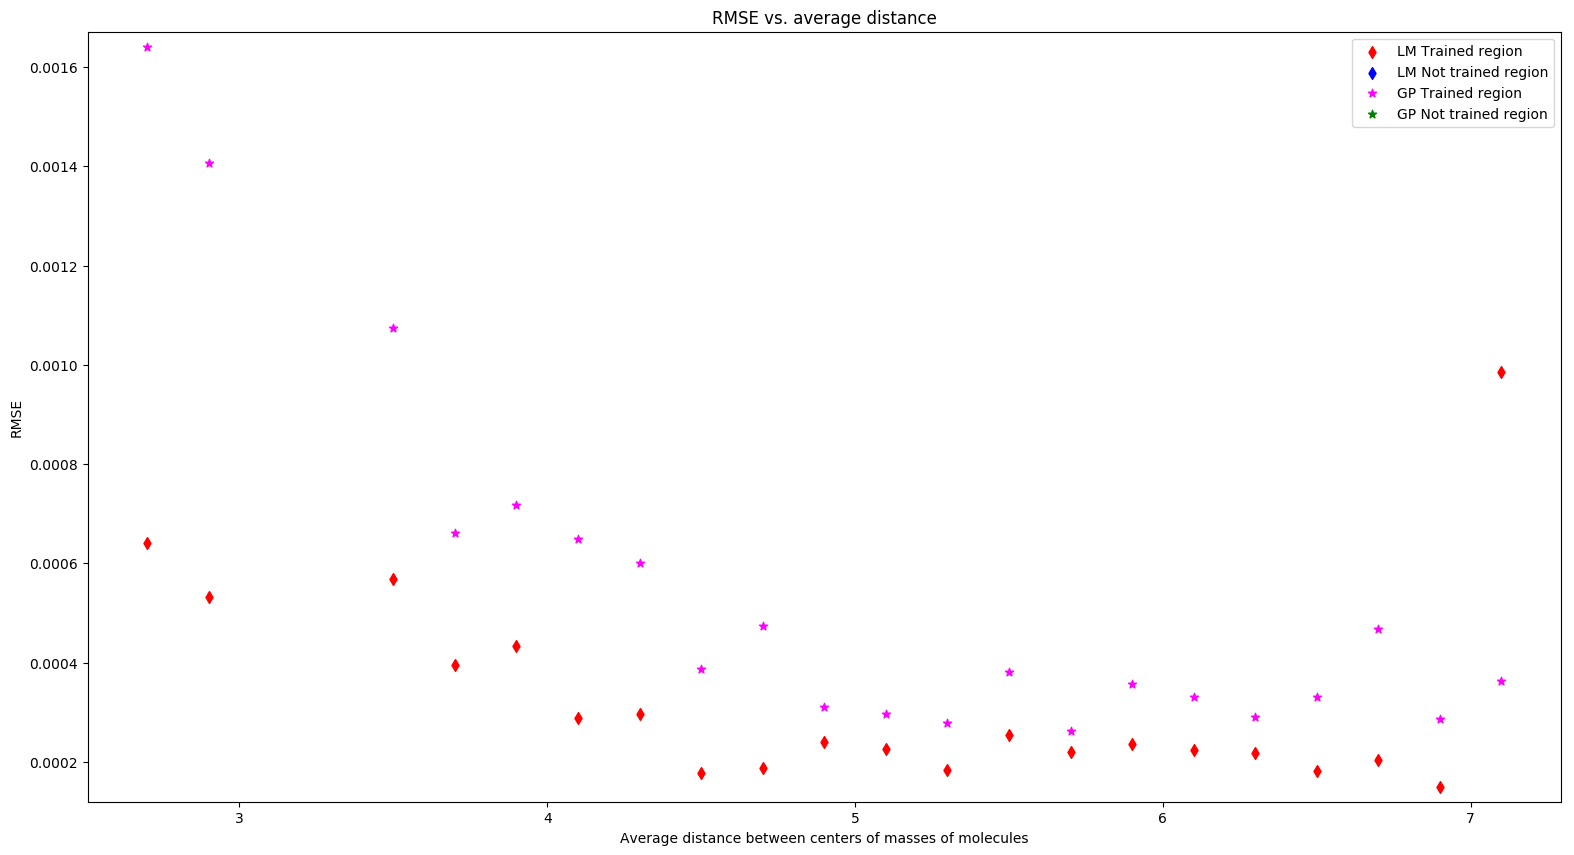 RMSE vs. average distance
LM Trained region
LM Not trained region
GP Trained region
GP Not trained region
0.0016
0.0014
0.0012
0.0010
0.0008
0.0006
0.0004
0.0002
RMSE
3 4 5 6 7
Average distance between centers of masses of molecules